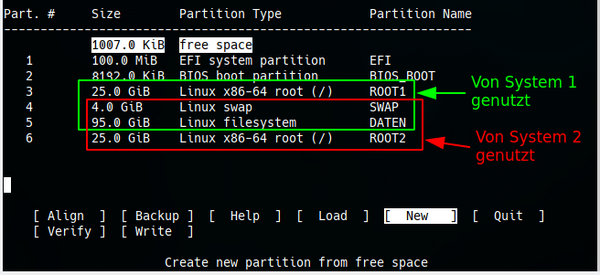 Part. # Size Partition Type Partition Name
----------------------------------------------------------------
1007.0 KiB free space
1 100.0 MiB EFI system partition EFI
2 8192.0 KiB BIOS boot partition BIOS_BOOT
3 25.0 GiB Linux x86-64 root (/) ROOT1
4 4.0 GiB Linux swap SWAP
5 95.0 GiB Linux filesystem DATEN
6 25.0 GiB Linux x86-64 root (/) ROOT2
Von System 1
genutzt
Von System 2
genutzt
[ Align ] [ Backup ] [ Help ] [ Load ] [ New ] [ Quit ]
[ Verify ] [ Write ]
Create new partition from free space